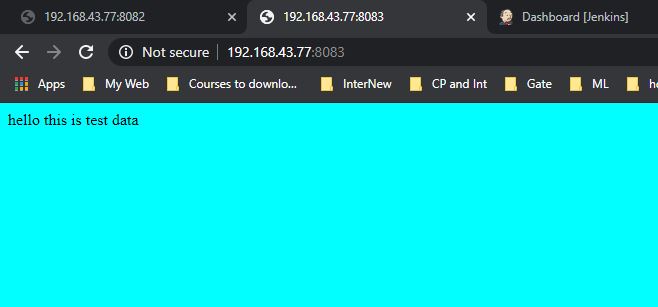 192.168.43.77:8082 192.168.43.77:8083 Dashboard [Jenkins]
Not secure 192.168.43.77:8083
Apps My Web Courses to downlo... InterNew CP and Int Gate ML
hello this is test data